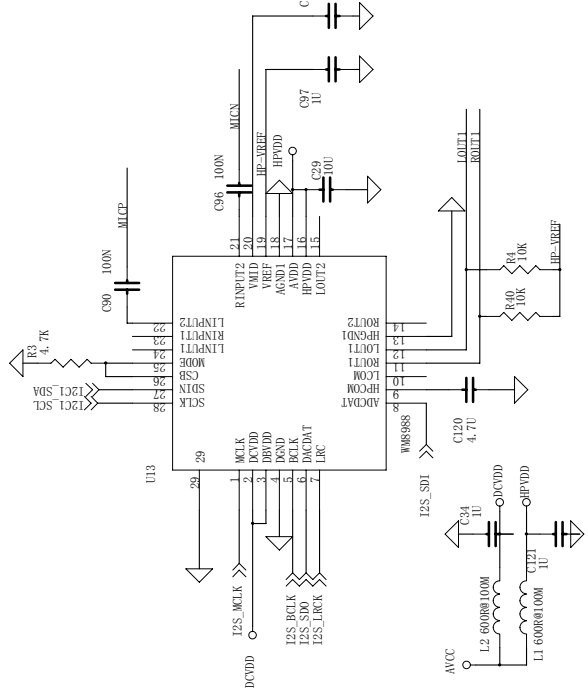 C
C97
1U
MICN
HP-VREF
HPVDD
C96
100N
C29
10U
MICP
C90
100N
R3
4.7K
I2C1_SDA
I2C1_SCL
21
20
19
18
17
16
15
RINPUT2
VMID
VREF
AGND1
AVDD
HPVDD
LOUT2
22
23
24
25
26
27
28
LINPUT2
RINPUT1
LINPUT1
MODE
CSB
SDIN
SCLK
ROUT2
HPGND1
LOUT1
ROUT1
LCOM
HPCOM
ADCDAT
14
13
12
11
10
9
8
LOUT1
ROUT1
R4
10K
R40
10K
HP-VREF
U13
29
29
MCLK
DCVDD
DBVDD
DGND
BCLK
DACDAT
LRC
1
2
3
4
5
6
7
WM8988
C120
4.7U
I2S_SDI
I2S_MCLK
DCVDD
I2S_BCLK
I2S_SDO
I2S_LRCK
C34
1U
DCVDD
HPVDD
C121
1U
L2 600R@100M
L1 600R@100M
AVCC